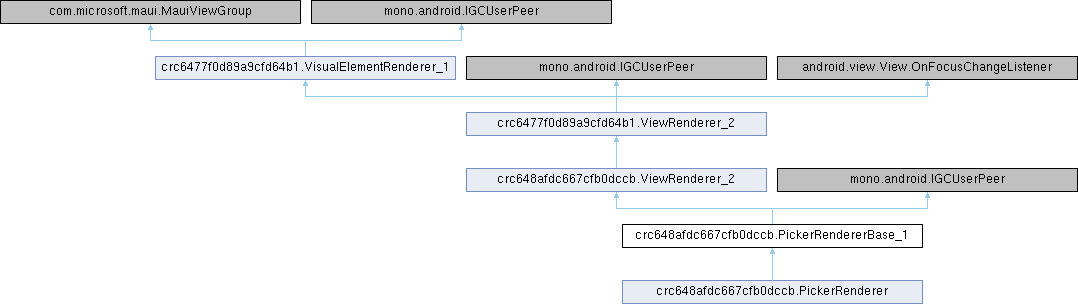 com.microsoft.maui.MauiViewGroup
mono.android.IGCUserPeer
crc6477f0d89a9cfd64b1.VisualElementRenderer_1
mono.android.IGCUserPeer
android.view.View.OnFocusChangeListener
crc6477f0d89a9cfd64b1.ViewRenderer_2
crc648afdc667cfb0dccb.ViewRenderer_2
mono.android.IGCUserPeer
crc648afdc667cfb0dccb.PickerRendererBase_1
crc648afdc667cfb0dccb.PickerRenderer